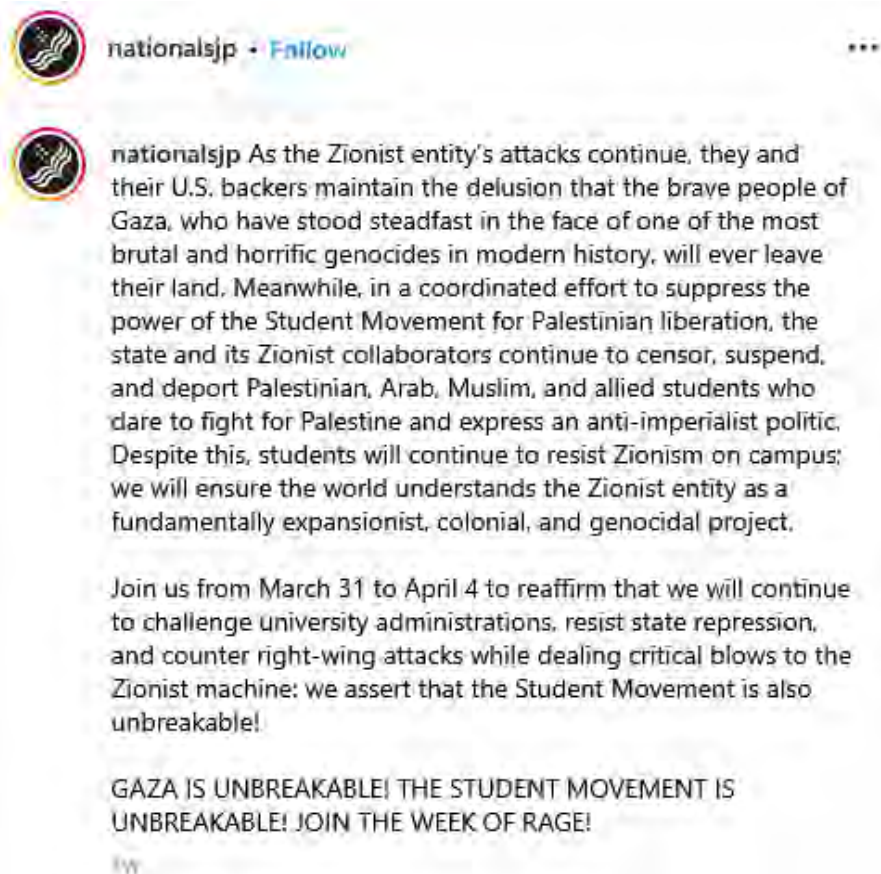 nationalsjp • Follow
nationalsjp As the Zionist entity's attacks continue, they and
their U.S. backers maintain the delusion that the brave people of
Gaza, who have stood steadfast in the face of one of the most
brutal and horrific genocides in modern history, will ever leave
their land. Meanwhile, in a coordinated effort to suppress the
power of the Student Movement for Palestinian liberation, the
state and its Zionist collaborators continue to censor, suspend,
and deport Palestinian, Arab, Muslim, and allied students who
dare to fight for Palestine and express an anti-imperialist politic.
Despite this, students will continue to resist Zionism on campus;
we will ensure the world understands the Zionist entity as a
fundamentally expansionist, colonial, and genocidal project.
Join us from March 31 to April 4 to reaffirm that we will continue
to challenge university administrations, resist state repression,
and counter right-wing attacks while dealing critical blows to the
Zionist machine: we assert that the Student Movement is also
unbreakable!
GAZA IS UNBREAKABLE! THE STUDENT MOVEMENT IS
UNBREAKABLE! JOIN THE WEEK OF RAGE!